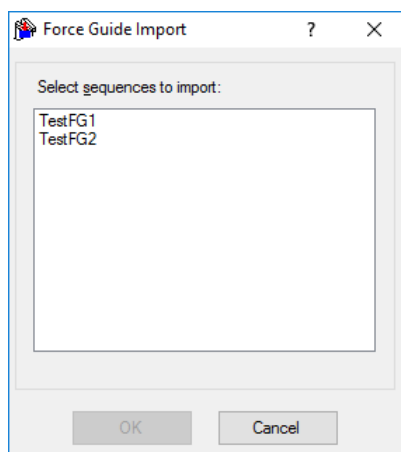 Force Guide Import
?
Select sequences to import:
TestFG1
TestFG2
OK
Cancel